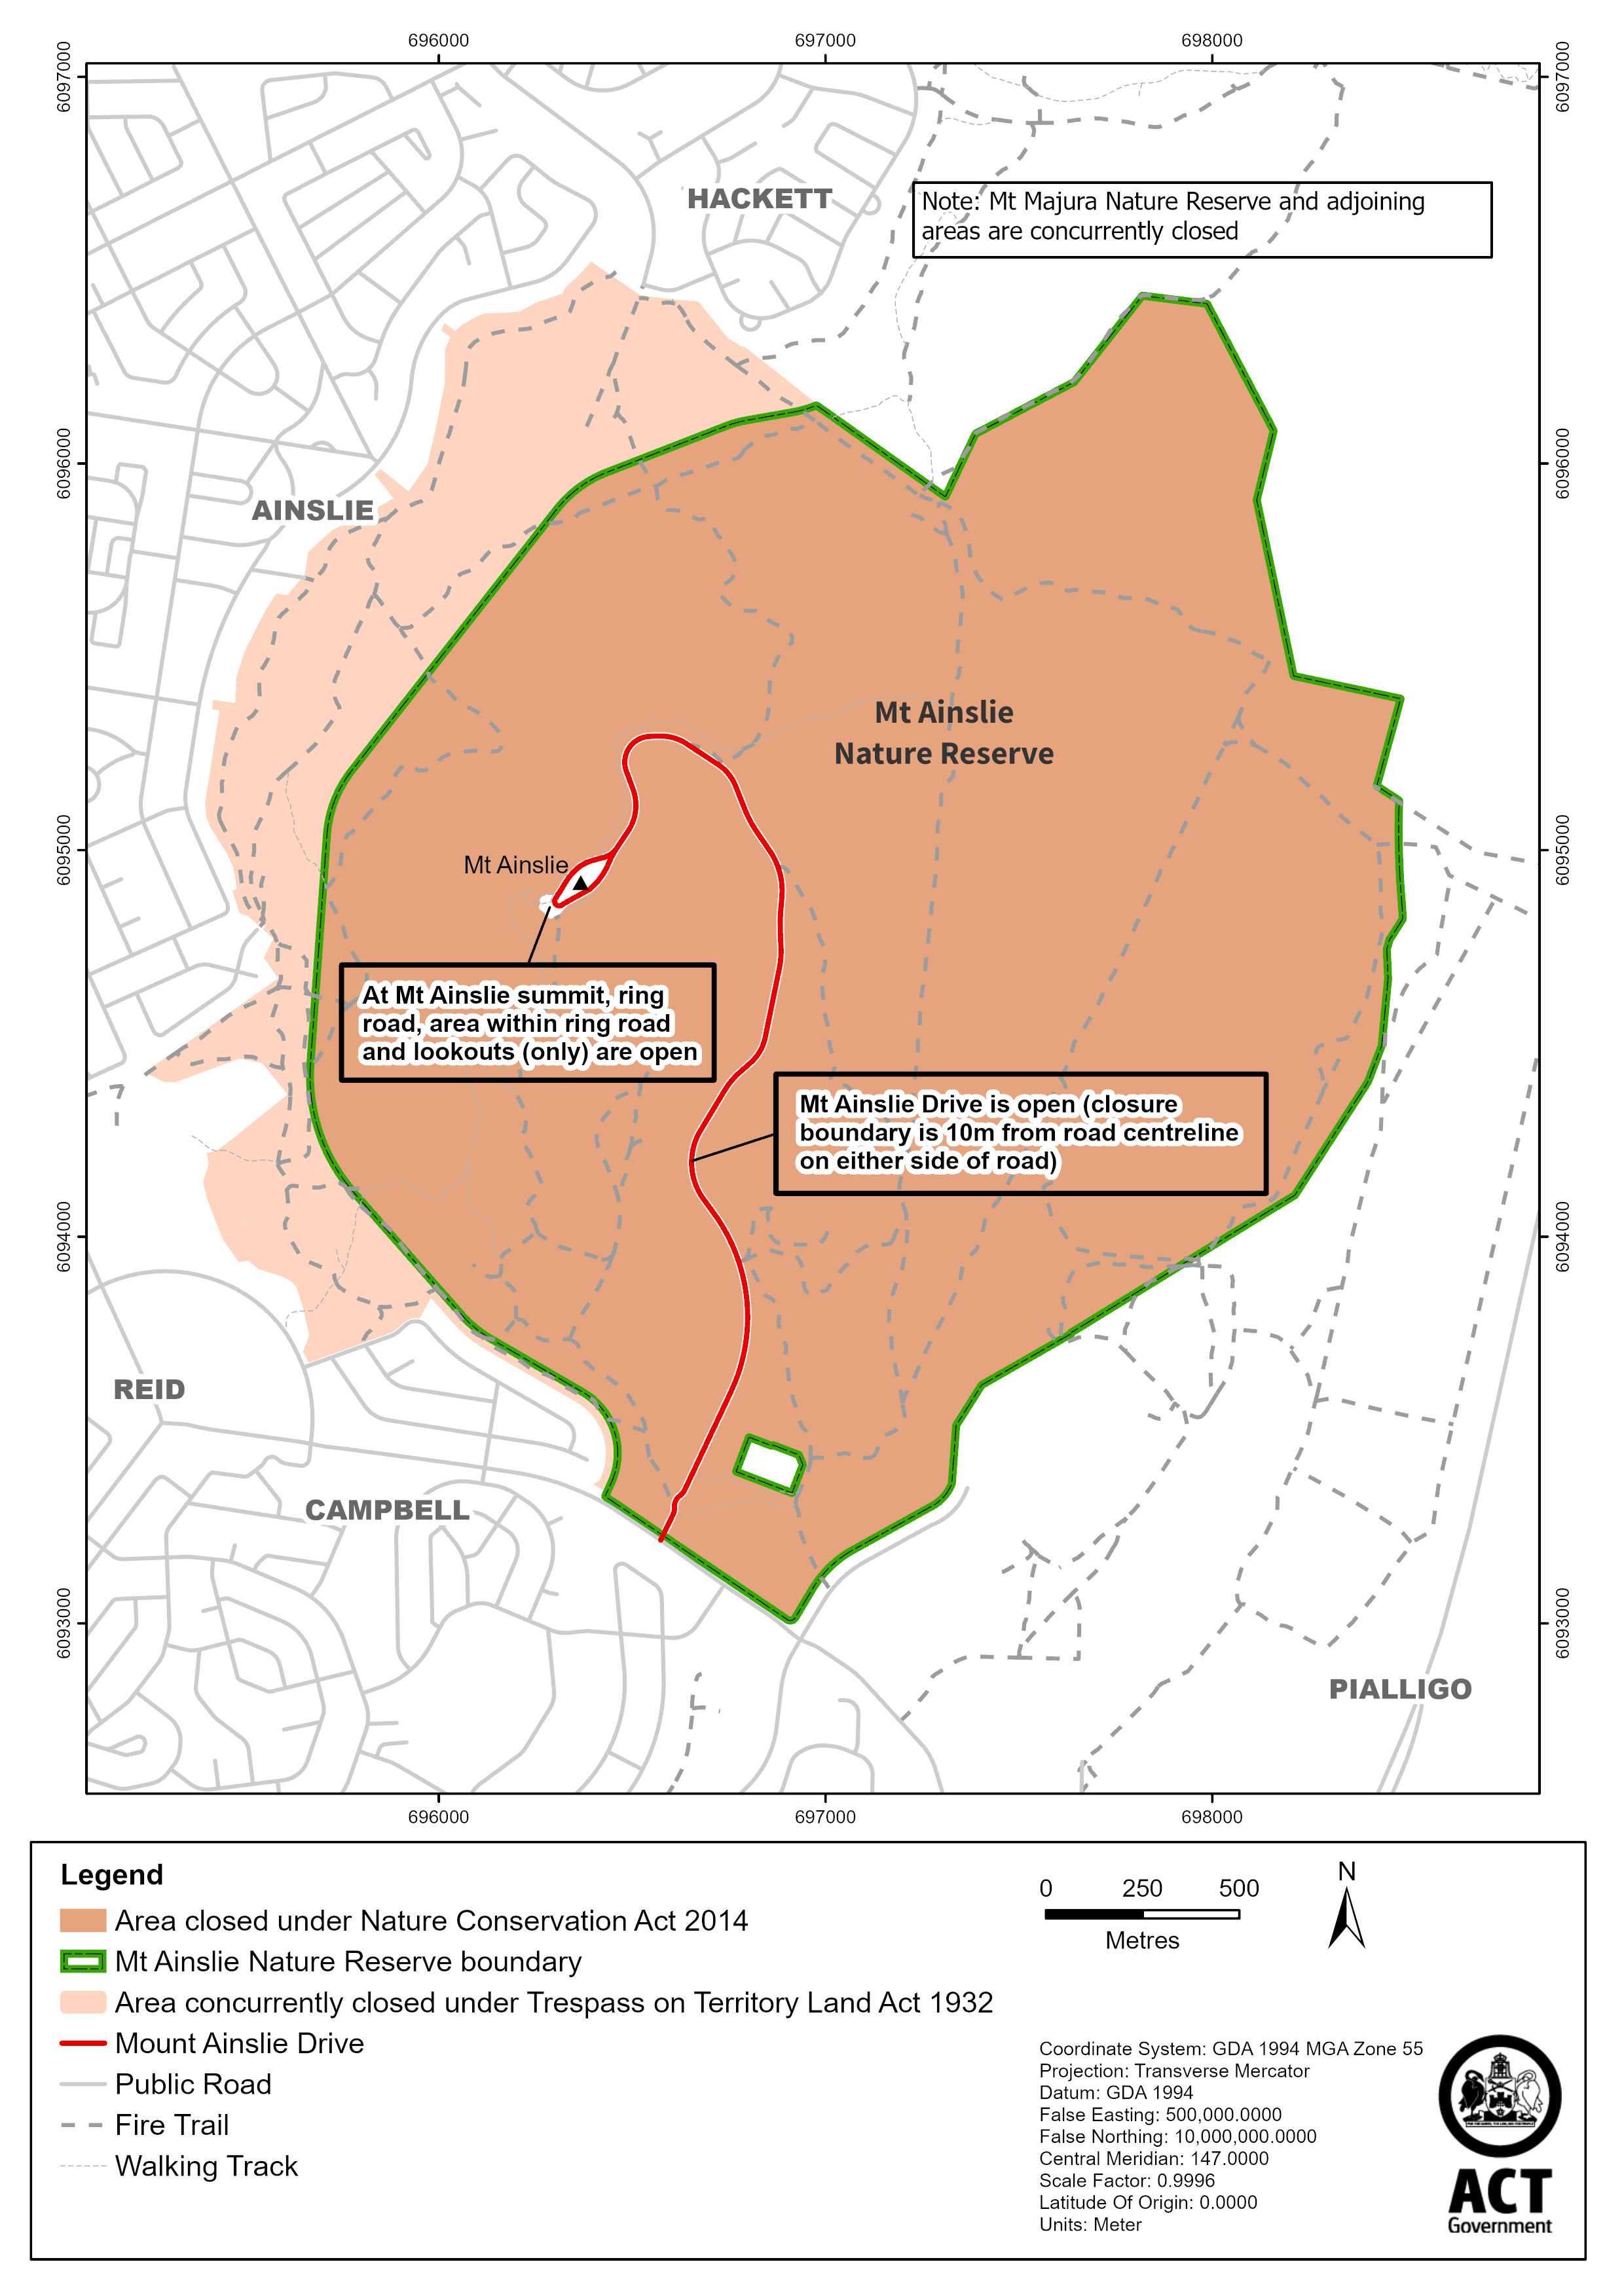 696000
697000
698000
6097000
6097000
HACKETT
Note: Mt Majura Nature Reserve and adjoining
areas are concurrently closed
6096000
6096000
AINSLIE
Mt Ainslie
Nature Reserve
6095000
6095000
Mt Ainslie
At Mt Ainslie summit, ring
road, area within ring road
and lookouts (only) are open
Mt Ainslie Drive is open (closure
boundary is 10m from road centreline
on either side of road)
6094000
6094000
REID
CAMPBELL
6093000
6093000
PIALLIGO
696000
697000
698000
Legend
Area closed under Nature Conservation Act 2014
Mt Ainslie Nature Reserve boundary
Area concurrently closed under Trespass on Territory Land Act 1932
Mount Ainslie Drive
Public Road
Fire Trail
Walking Track
0 250 500
Metres
N
Coordinate System: GDA 1994 MGA Zone 55
Projection: Transverse Mercator
Datum: GDA 1994
False Easting: 500,000.0000
False Northing: 10,000,000.0000
Central Meridian: 147.0000
Scale Factor: 0.9996
Latitude Of Origin: 0.0000
Units: Meter
ACT
Government